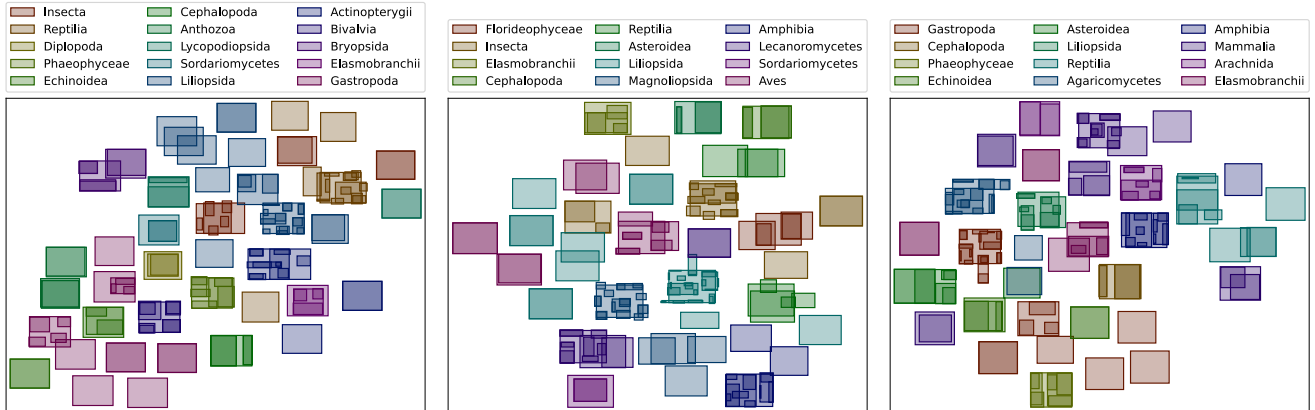 Insecta
Reptilia
Diplopoda
Phaeophyceae
Echinoidea
Cephalopoda
Anthozoa
Lycopodiopsida
Sordariomycetes
Liliopsida
Actinopterygii
Bivalvia
Bryopsida
Elasmobranchii
Gastropoda
Florideophyceae
Insecta
Elasmobranchii
Cephalopoda
Reptilia
Asteroidea
Liliopsida
Magnoliopsida
Amphibia
Lecanoromycetes
Sordariomycetes
Aves
Gastropoda
Cephalopoda
Phaeophyceae
Echinoidea
Asteroidea
Liliopsida
Reptilia
Agaricomycetes
Amphibia
Mammalia
Arachnida
Elasmobranchii